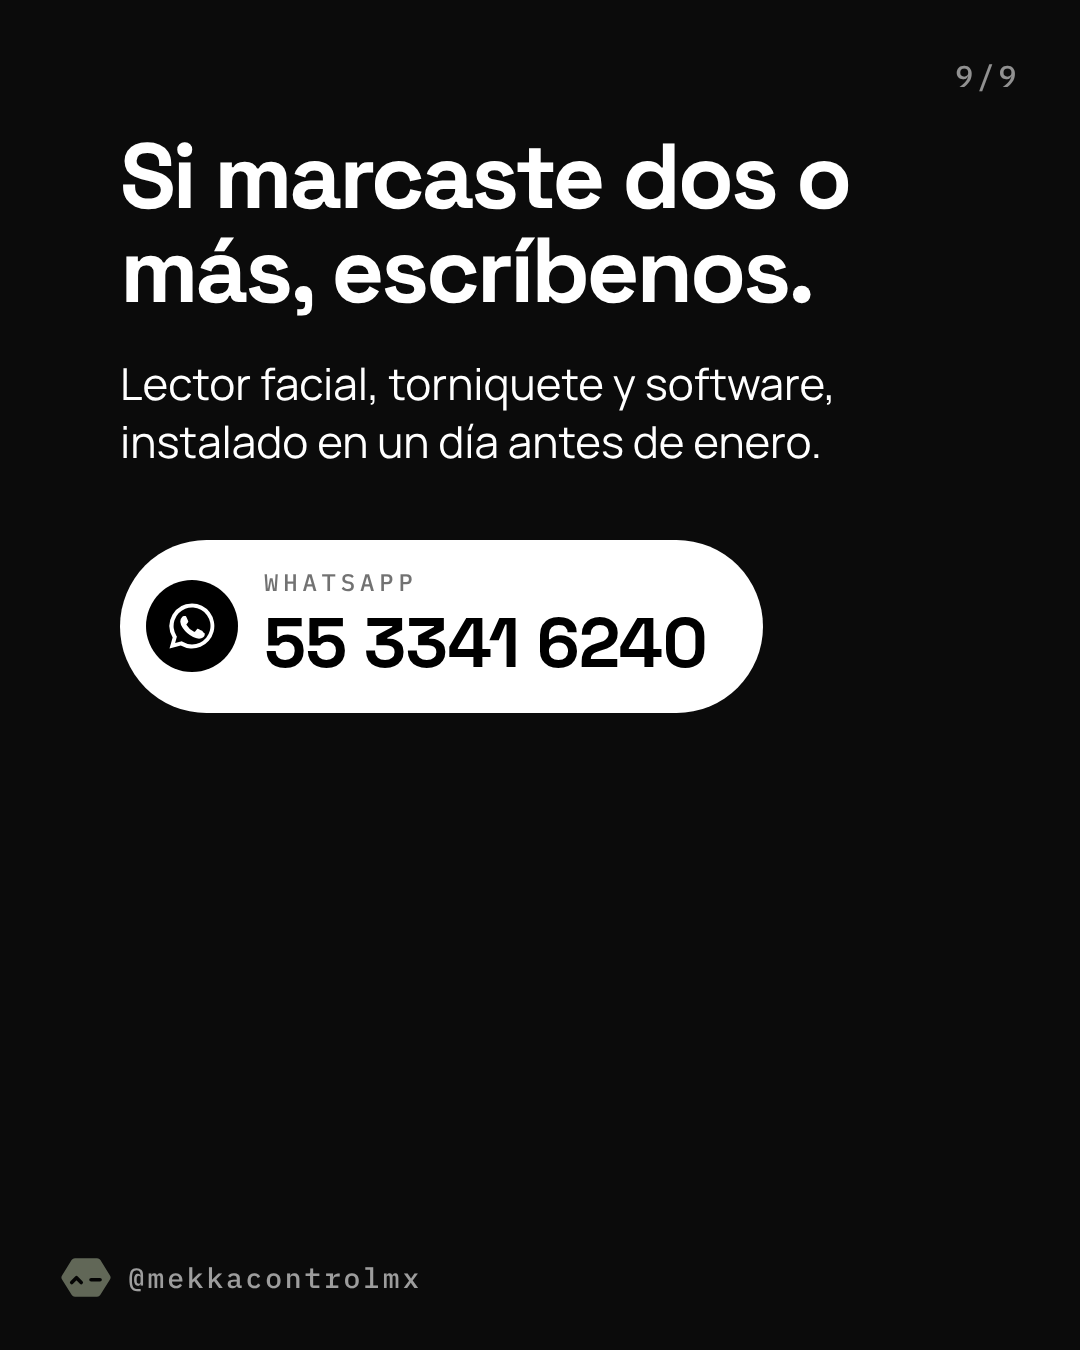 9/9
Si marcaste dos o
más, escríbenos.
Lector facial, torniquete y software,
instalado en un día antes de enero.
WHATSAPP
55 3341 6240
@mekkacontrolmx